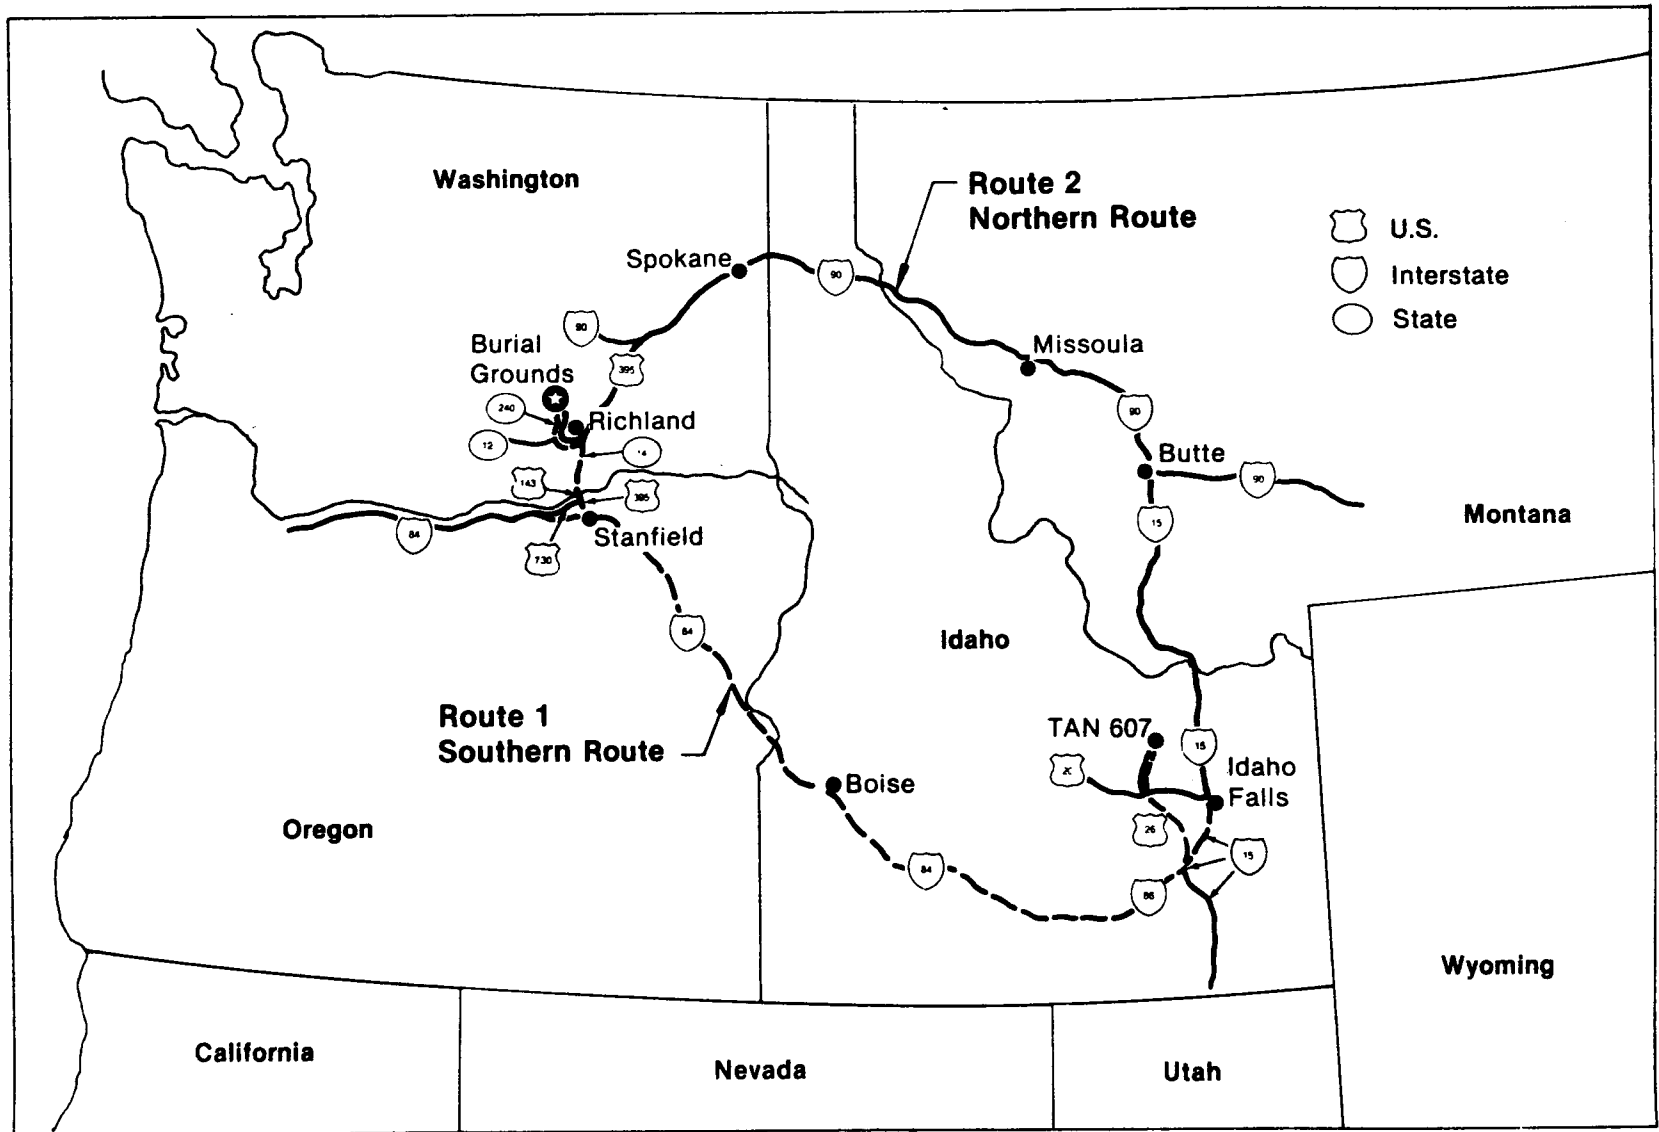 Washington
Route 2
Northern Route
U.S.
Interstate
State
Spokane
90
90
Burial
Grounds
395
Missoula
240
Richland
90
12
14
Butte
90
143
395
Montana
15
84
Stanfield
730
84
Idaho
Route 1
Southern Route
TAN 607
15
Idaho
Falls
Boise
Oregon
26
15
84
86
Wyoming
California
Nevada
Utah